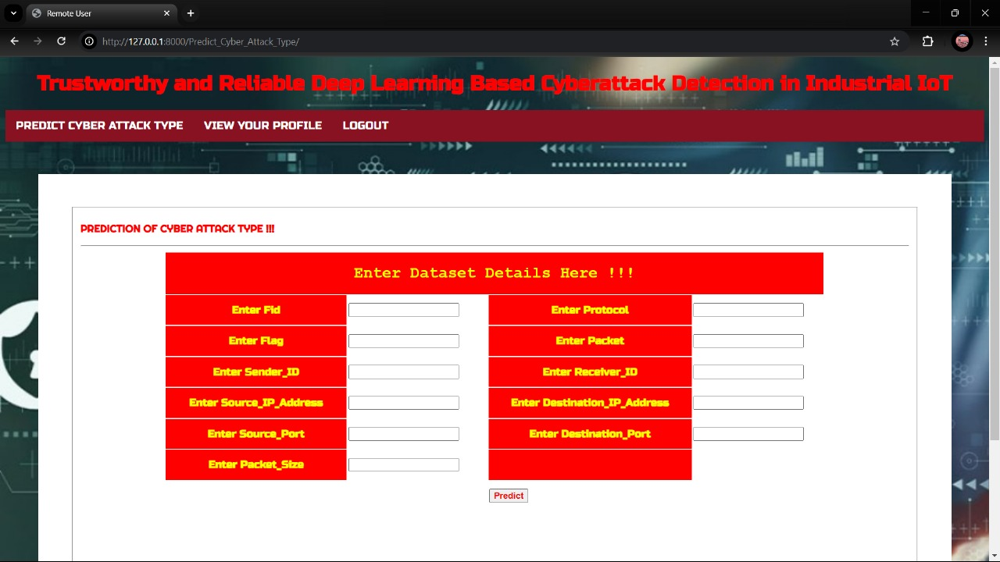 Remote User
http://127.0.0.1:8000/Predict_Cyber_Attack_Type/
Trustworthy and Reliable Deep Learning Based Cyberattack Detection in Industrial IoT
PREDICT CYBER ATTACK TYPE VIEW YOUR PROFILE LOGOUT
PREDICTION OF CYBER ATTACK TYPE !!!
Enter Dataset Details Here !!!
Enter Fid Enter Protocol
Enter Flag Enter Packet
Enter Sender_ID Enter Receiver_ID
Enter Source_IP_Address Enter Destination_IP_Address
Enter Source_Port Enter Destination_Port
Enter Packet_Size
Predict